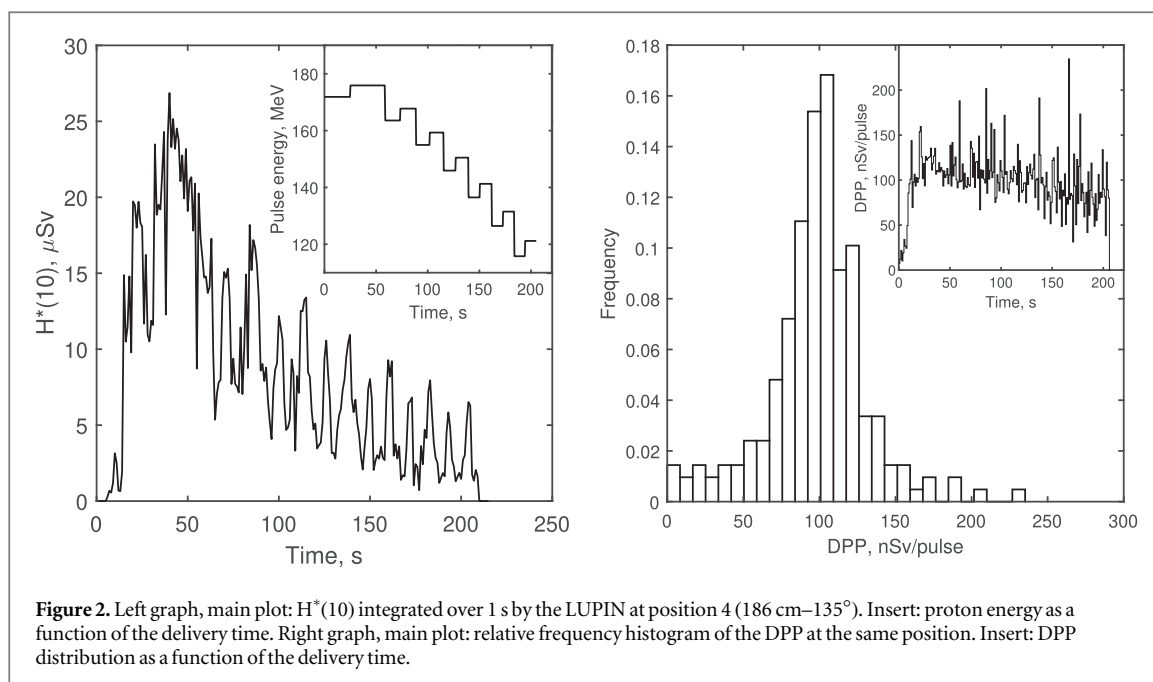 30
25
20
15
10
5
0
H*(10), μSv
0 50 100 150 200 250
Time, s
180
160
140
120
Pulse energy, MeV
0 50 100 150 200
Time, s
0.18
0.16
0.14
0.12
0.1
0.08
0.06
0.04
0.02
0
Frequency
0 50 100 150 200 250 300
DPP, nSv/pulse
200
150
100
50
0
DPP, nSv/pulse
0 50 100 150 200
Time, s
Figure 2. Left graph, main plot: H*(10) integrated over 1 s by the LUPIN at position 4 (186 cm–135°). Insert: proton energy as a
function of the delivery time. Right graph, main plot: relative frequency histogram of the DPP at the same position. Insert: DPP
distribution as a function of the delivery time.